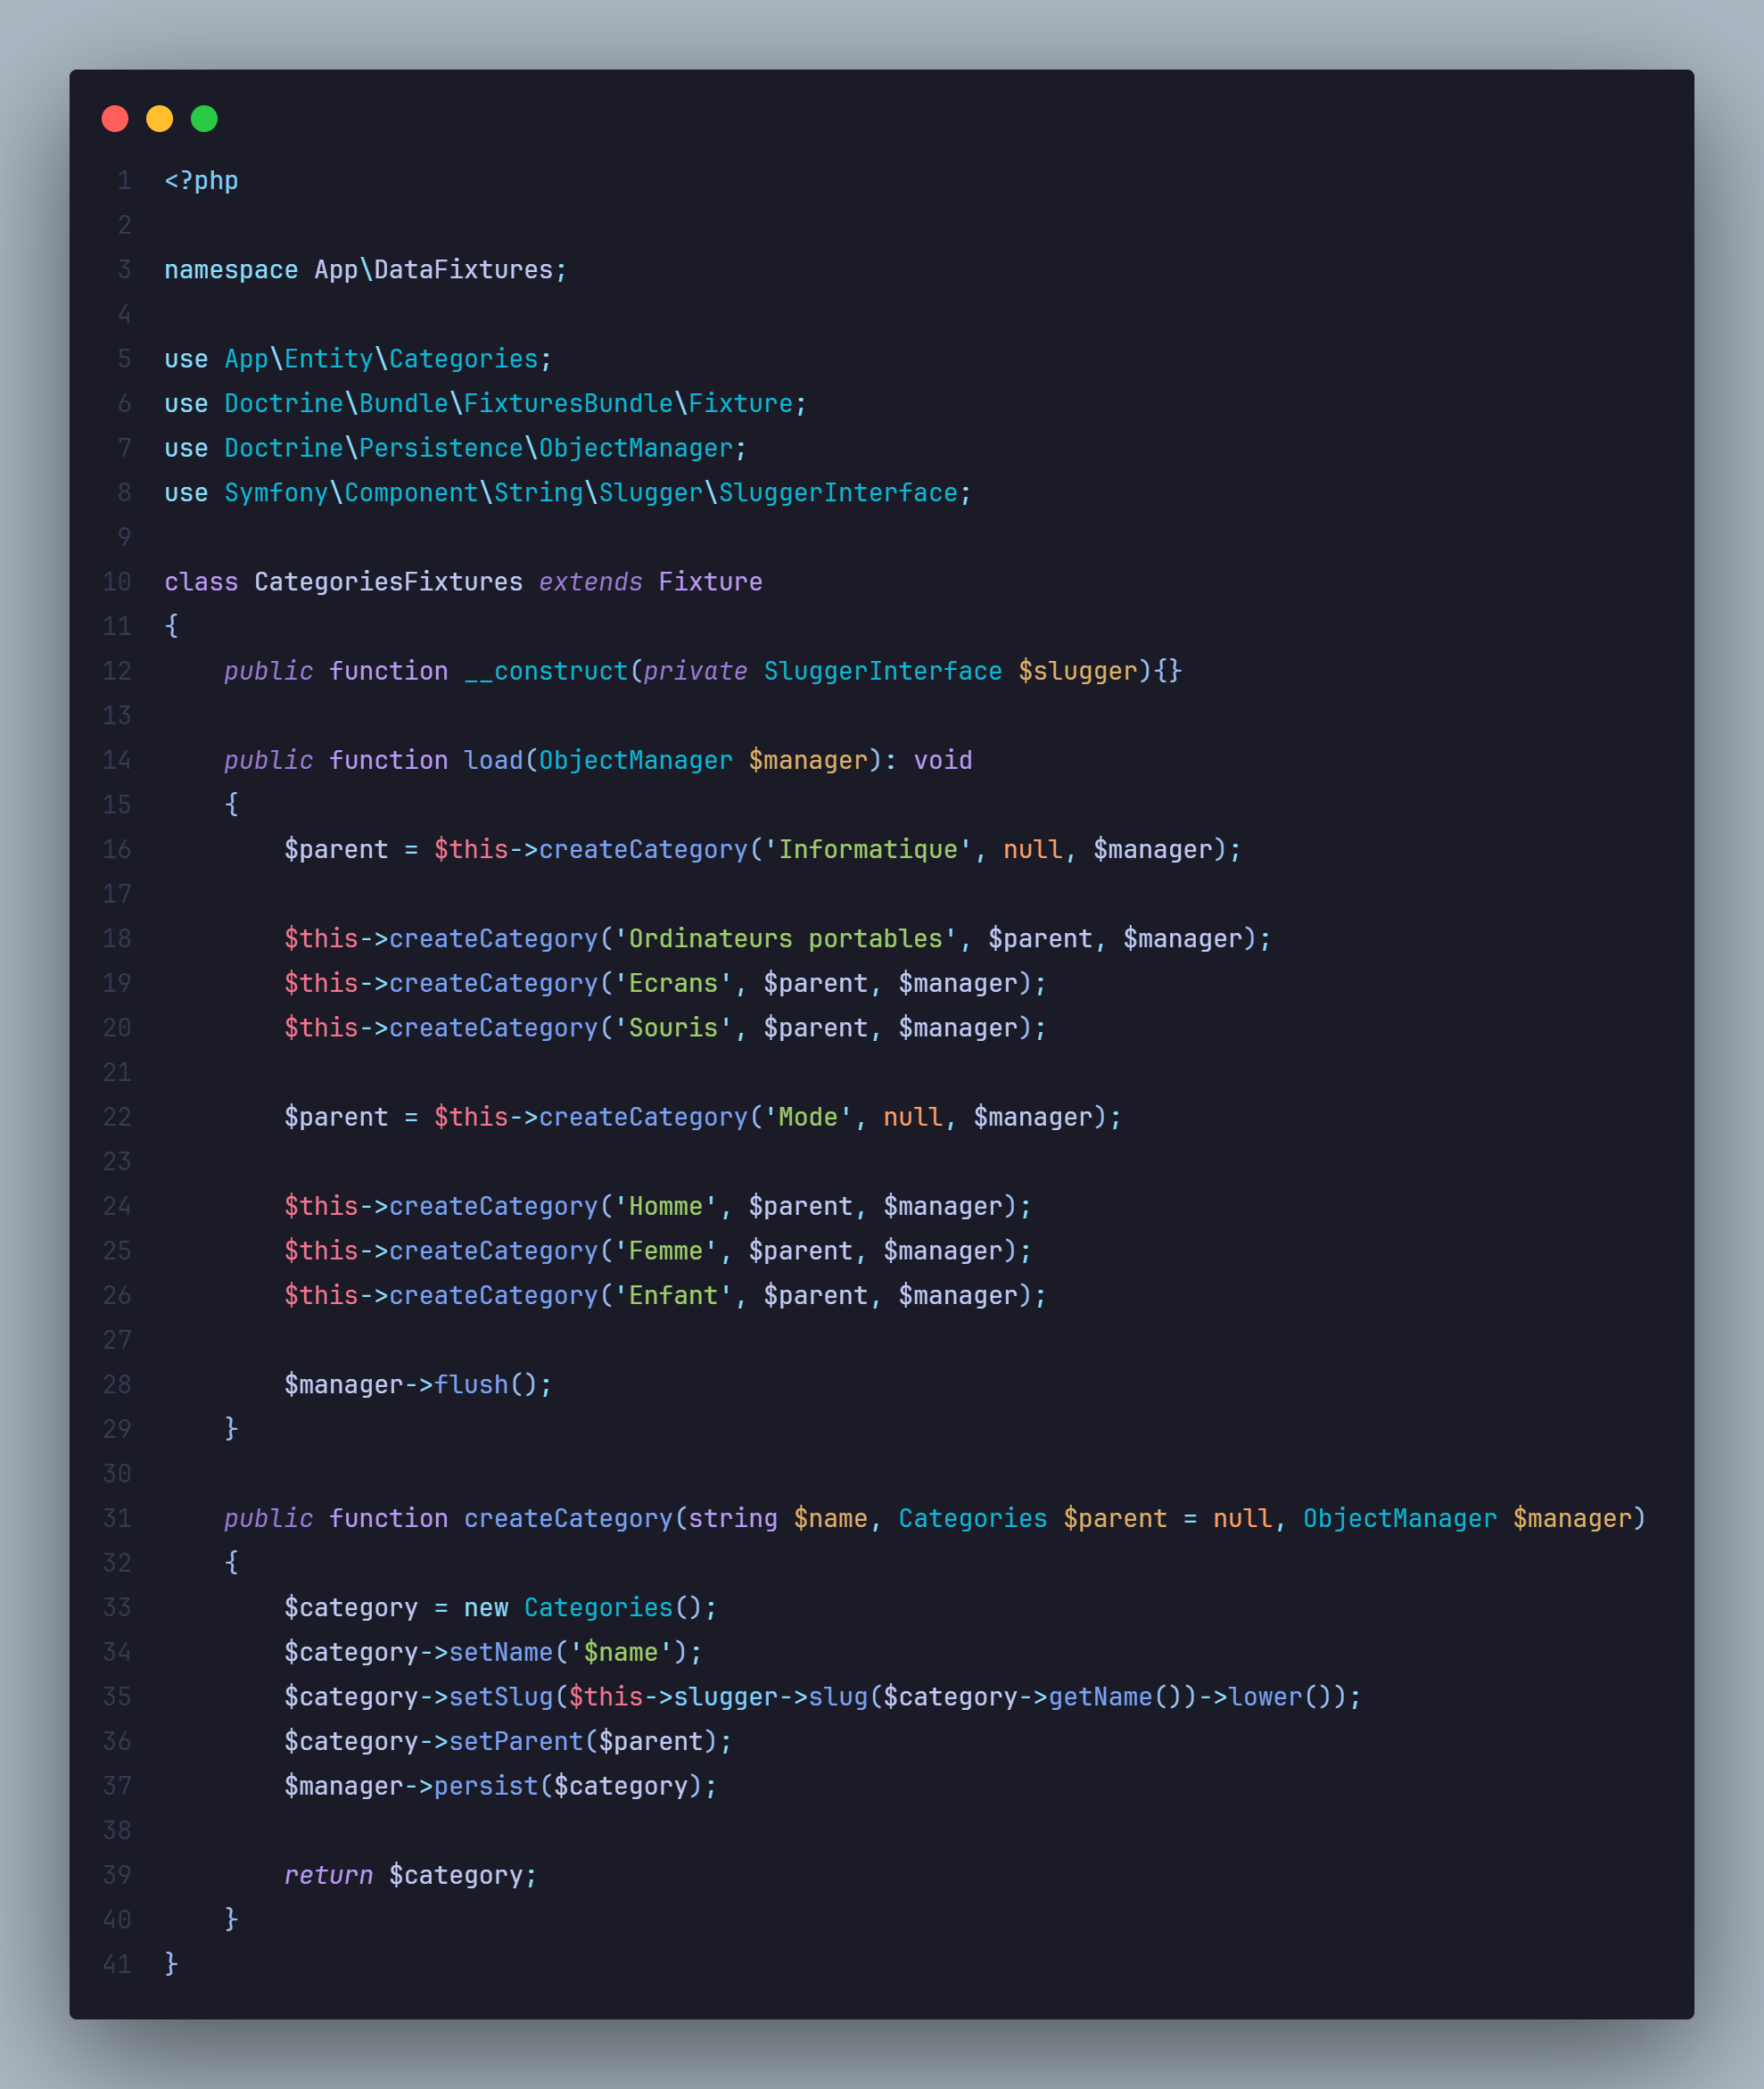 1 <?php
2
3 namespace App\DataFixtures;
4
5 use App\Entity\Categories;
6 use Doctrine\Bundle\FixturesBundle\Fixture;
7 use Doctrine\Persistence\ObjectManager;
8 use Symfony\Component\String\Slugger\SluggerInterface;
9
10 class CategoriesFixtures extends Fixture
11 {
12     public function __construct(private SluggerInterface $slugger){}
13
14     public function load(ObjectManager $manager): void
15     {
16         $parent = $this->createCategory('Informatique', null, $manager);
17
18         $this->createCategory('Ordinateurs portables', $parent, $manager);
19         $this->createCategory('Ecrans', $parent, $manager);
20         $this->createCategory('Souris', $parent, $manager);
21
22         $parent = $this->createCategory('Mode', null, $manager);
23
24         $this->createCategory('Homme', $parent, $manager);
25         $this->createCategory('Femme', $parent, $manager);
26         $this->createCategory('Enfant', $parent, $manager);
27
28         $manager->flush();
29     }
30
31     public function createCategory(string $name, Categories $parent = null, ObjectManager $manager)
32     {
33         $category = new Categories();
34         $category->setName('$name');
35         $category->setSlug($this->slugger->slug($category->getName())->lower());
36         $category->setParent($parent);
37         $manager->persist($category);
38
39         return $category;
40     }
41 }